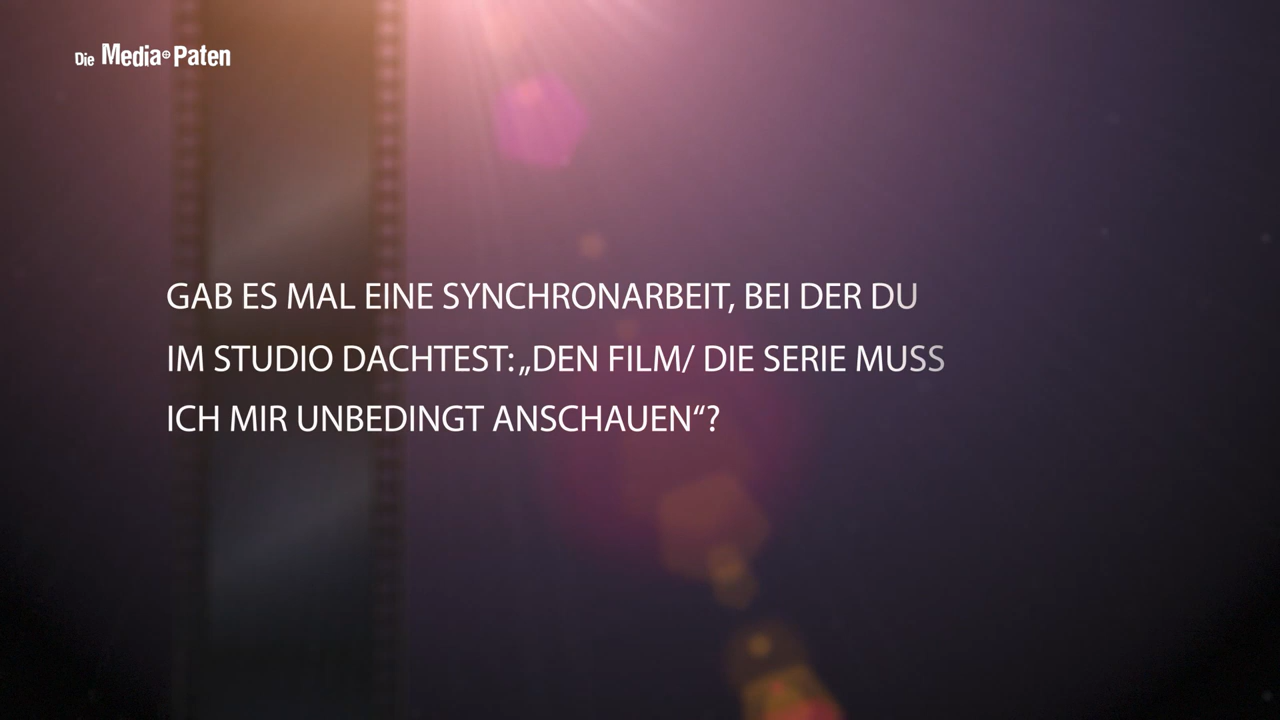 Die Media Paten
GAB ES MAL EINE SYNCHRONARBEIT, BEI DER DU
IM STUDIO DACHTEST: „DEN FILM/ DIE SERIE MUSS
ICH MIR UNBEDINGT ANSCHAUEN“?